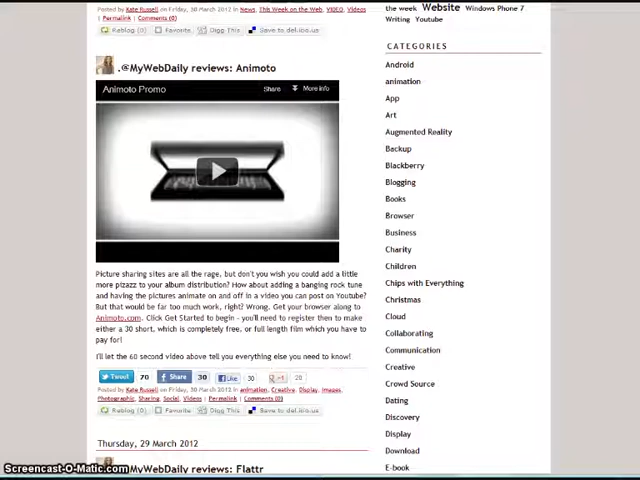 the week Website Windows Phone 7
Writing Youtube
Posted by Kate Russell on Friday, 30 March 2012 in News, This Week on the Web, VIDEO, Videos
| Permalink | Comments (0)
Reblog (0) Favorite Digg This Save to del.icio.us
.@MyWebDaily reviews: Animoto
Animoto Promo Share More info
Picture sharing sites are all the rage, but don't you wish you could add a little
more pizazz to your album distribution? How about adding a banging rock tune
and having the pictures animate on and off in a video you can post on Youtube?
But that would be far too much work, right? Wrong. Get your browser along to
Animoto.com. Click Get Started to begin - you'll need to register then to make
either a 30 short, which is completely free, or full length film which you have to
pay for!
I'll let the 60 second video above tell you everything else you need to know!
Tweet 70 Share 30 Like 30 +1 20
Posted by Kate Russell on Friday, 30 March 2012 in animation, Creative, Display, Images,
Photographic, Sharing, Social, Videos | Permalink | Comments (0)
Reblog (0) Favorite Digg This Save to del.icio.us
Thursday, 29 March 2012
MyWebDaily reviews: Flattr
CATEGORIES
Android
animation
App
Art
Augmented Reality
Backup
Blackberry
Blogging
Books
Browser
Business
Charity
Children
Chips with Everything
Christmas
Cloud
Collaborating
Communication
Creative
Crowd Source
Dating
Discovery
Display
Download
E-book
Screencast-O-Matic.com